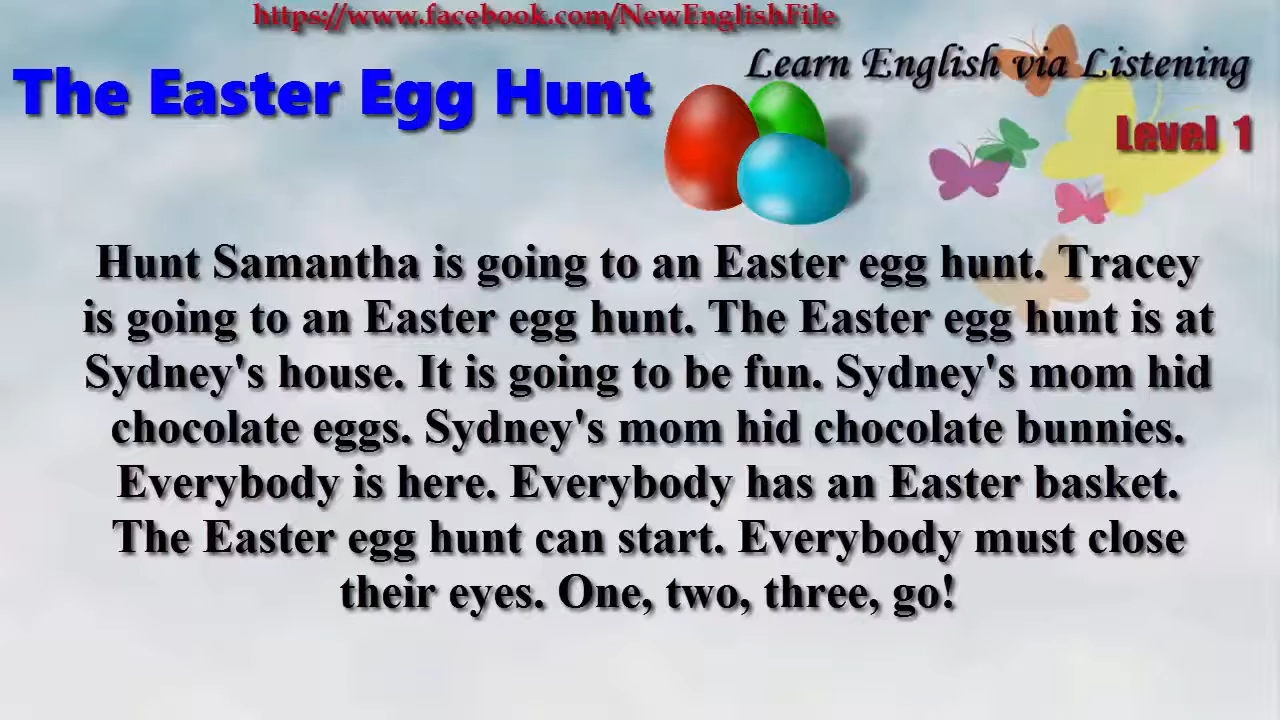 https://www.facebook.com/NewEnglishFile
The Easter Egg Hunt
Learn English via Listening
Level 1
Hunt Samantha is going to an Easter egg hunt. Tracey
is going to an Easter egg hunt. The Easter egg hunt is at
Sydney's house. It is going to be fun. Sydney's mom hid
chocolate eggs. Sydney's mom hid chocolate bunnies.
Everybody is here. Everybody has an Easter basket.
The Easter egg hunt can start. Everybody must close
their eyes. One, two, three, go!